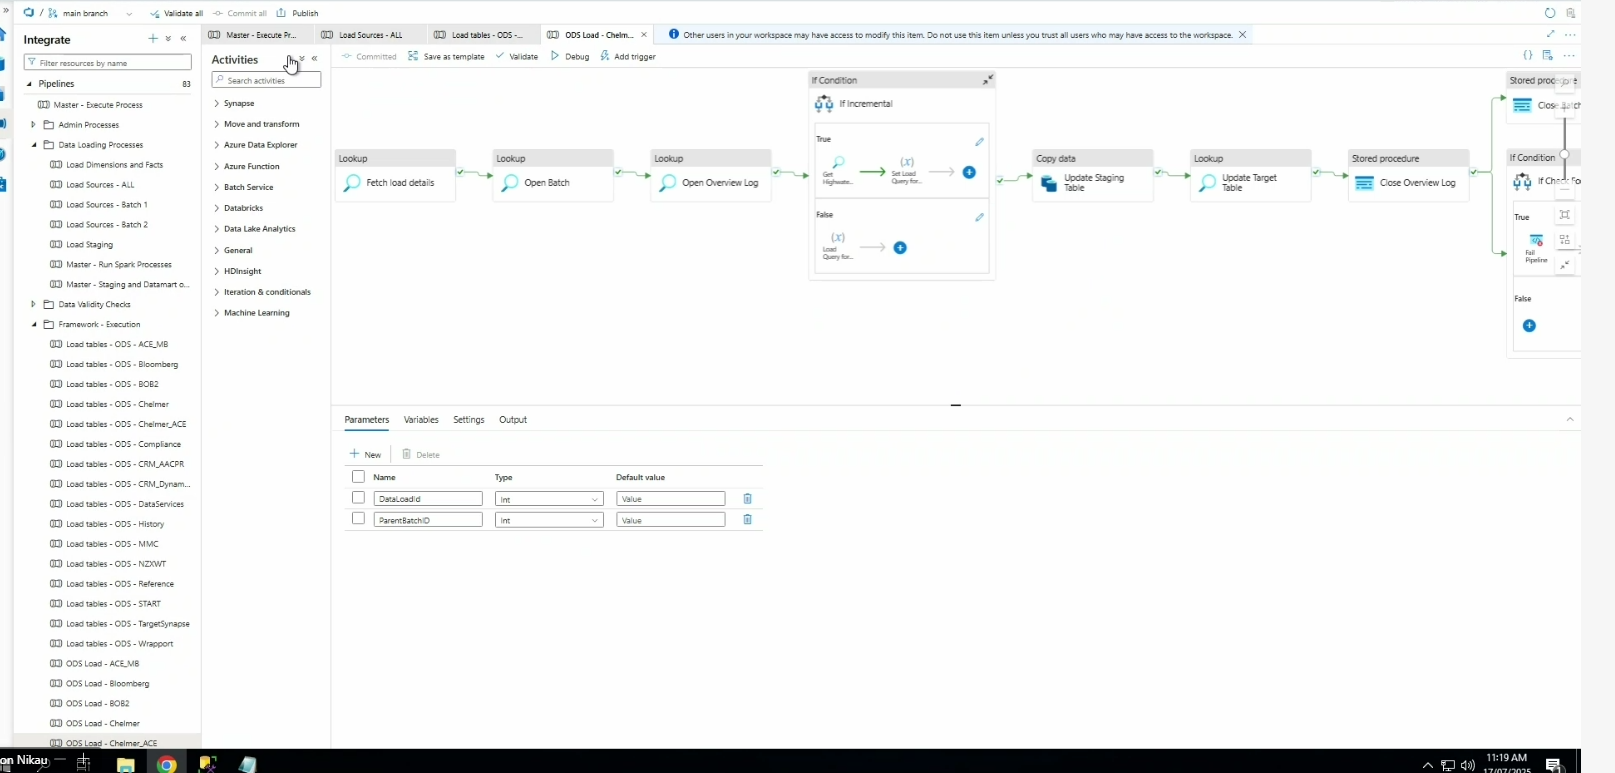 main branch
Validate all
Commit all
Publish
Integrate
Filter resources by name
Pipelines
83
Master - Execute Process
Admin Processes
Data Loading Processes
Load Dimensions and Facts
Load Sources - ALL
Load Sources - Batch 1
Load Sources - Batch 2
Load Staging
Master - Run Spark Processes
Master - Staging and Datamart o...
Data Validity Checks
Framework - Execution
Load tables - ODS - ACE_MB
Load tables - ODS - Bloomberg
Load tables - ODS - BOB2
Load tables - ODS - Chelmer
Load tables - ODS - Chelmer_ACE
Load tables - ODS - Compliance
Load tables - ODS - CRM_AACPR
Load tables - ODS - CRM_Dynam...
Load tables - ODS - DataServices
Load tables - ODS - History
Load tables - ODS - MMC
Load tables - ODS - NZXWT
Load tables - ODS - Reference
Load tables - ODS - START
Load tables - ODS - TargetSynapse
Load tables - ODS - Wrapport
ODS Load - ACE_MB
ODS Load - Bloomberg
ODS Load - BOB2
ODS Load - Chelmer
ODS Load - Chelmer_ACE
Master - Execute Pr...
Load Sources - ALL
Load tables - ODS -...
ODS Load - Chelm...
Other users in your workspace may have access to modify this item. Do not use this item unless you trust all users who may have access to the workspace.
Activities
Search activities
Synapse
Move and transform
Azure Data Explorer
Azure Function
Batch Service
Databricks
Data Lake Analytics
General
HDInsight
Iteration & conditionals
Machine Learning
Committed
Save as template
Validate
Debug
Add trigger
Lookup
Fetch load details
Lookup
Open Batch
Lookup
Open Overview Log
If Condition
If Incremental
True
Get
Highwate...
(x)
Set Load
Query for...
False
(x)
Load
Query for...
Copy data
Update Staging
Table
Lookup
Update Target
Table
Stored procedure
Close Overview Log
Stored procedure
Close Batch
If Condition
If Check Fo
True
Fail
Pipeline
False
Parameters
Variables
Settings
Output
New
Delete
Name
Type
Default value
DataLoadId
Int
Value
ParentBatchID
Int
Value
on Nikau
11:19 AM
17/07/2025